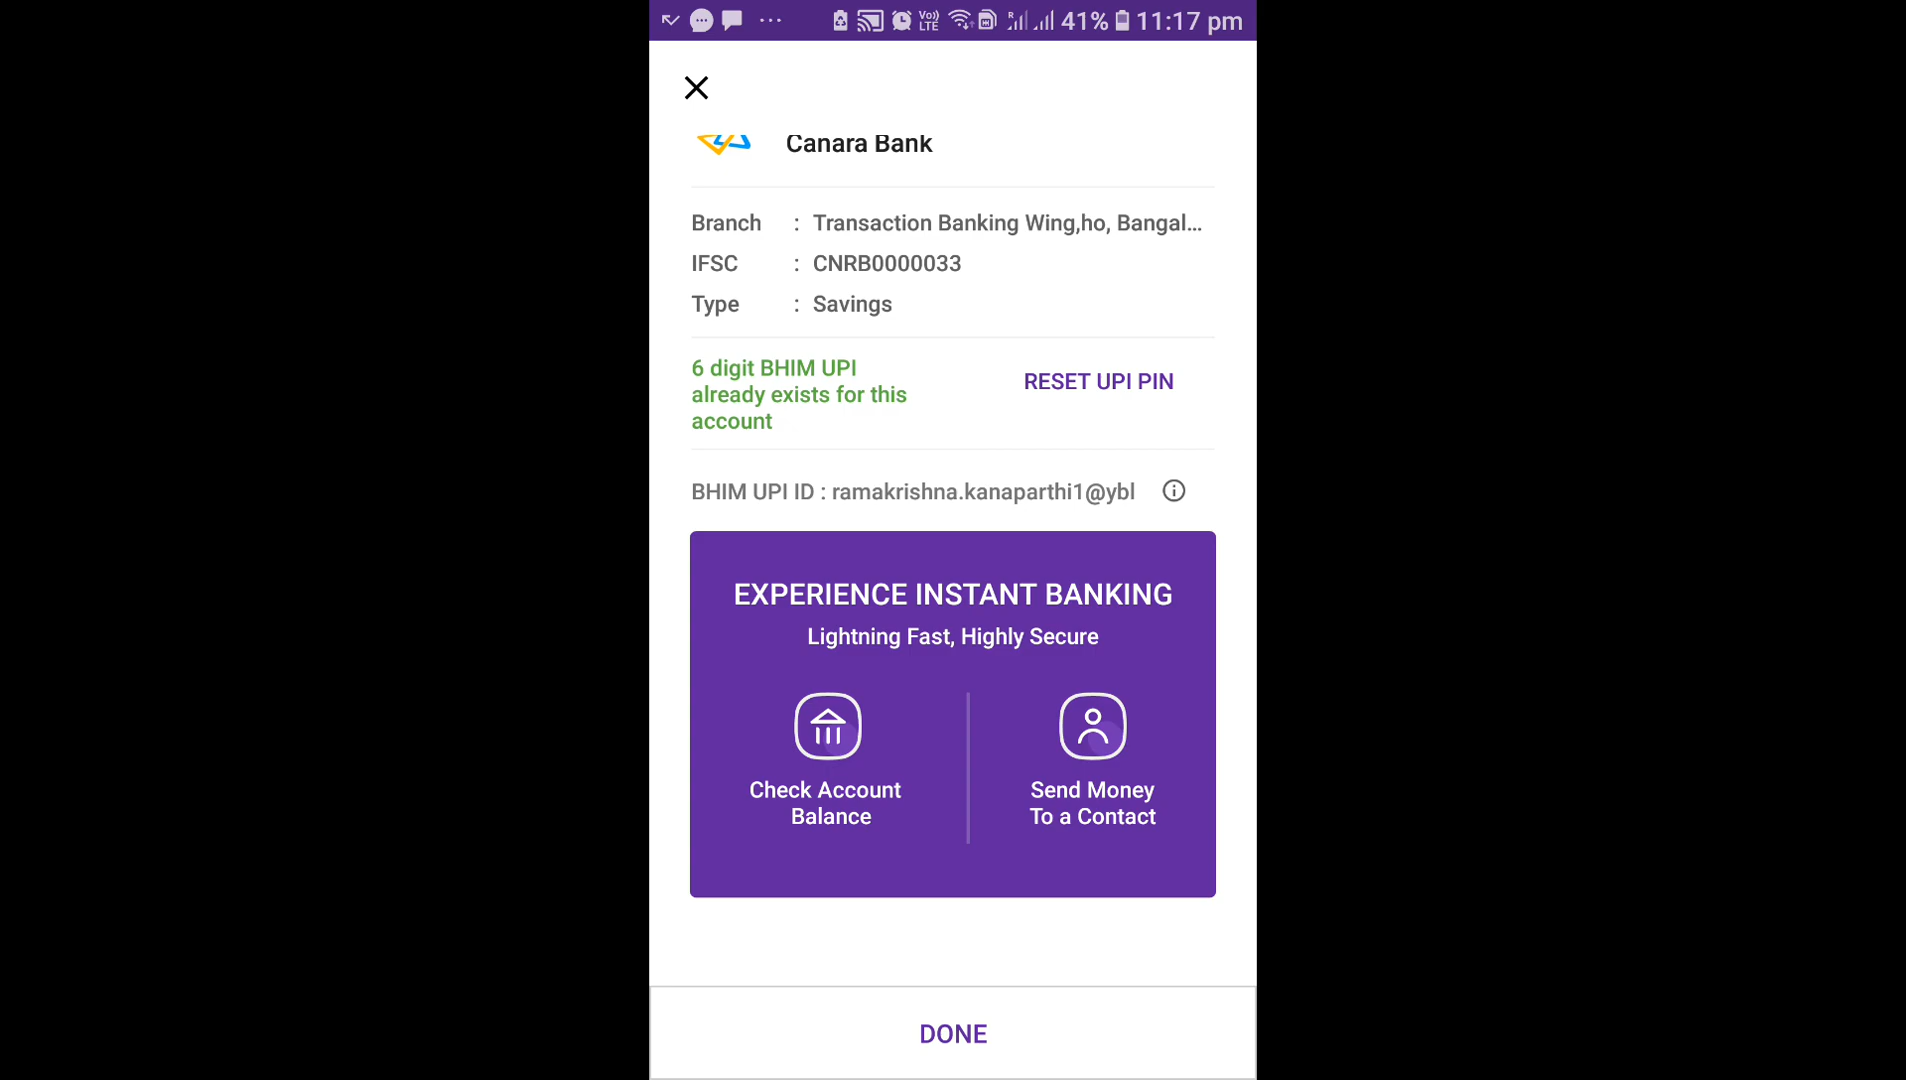 Vo)) LTE R 41% 11:17 pm
Canara Bank
Branch : Transaction Banking Wing,ho, Bangal...
IFSC : CNRB0000033
Type : Savings
6 digit BHIM UPI
already exists for this
account
RESET UPI PIN
BHIM UPI ID : ramakrishna.kanaparthi1@ybl
EXPERIENCE INSTANT BANKING
Lightning Fast, Highly Secure
Check Account
Balance
Send Money
To a Contact
DONE